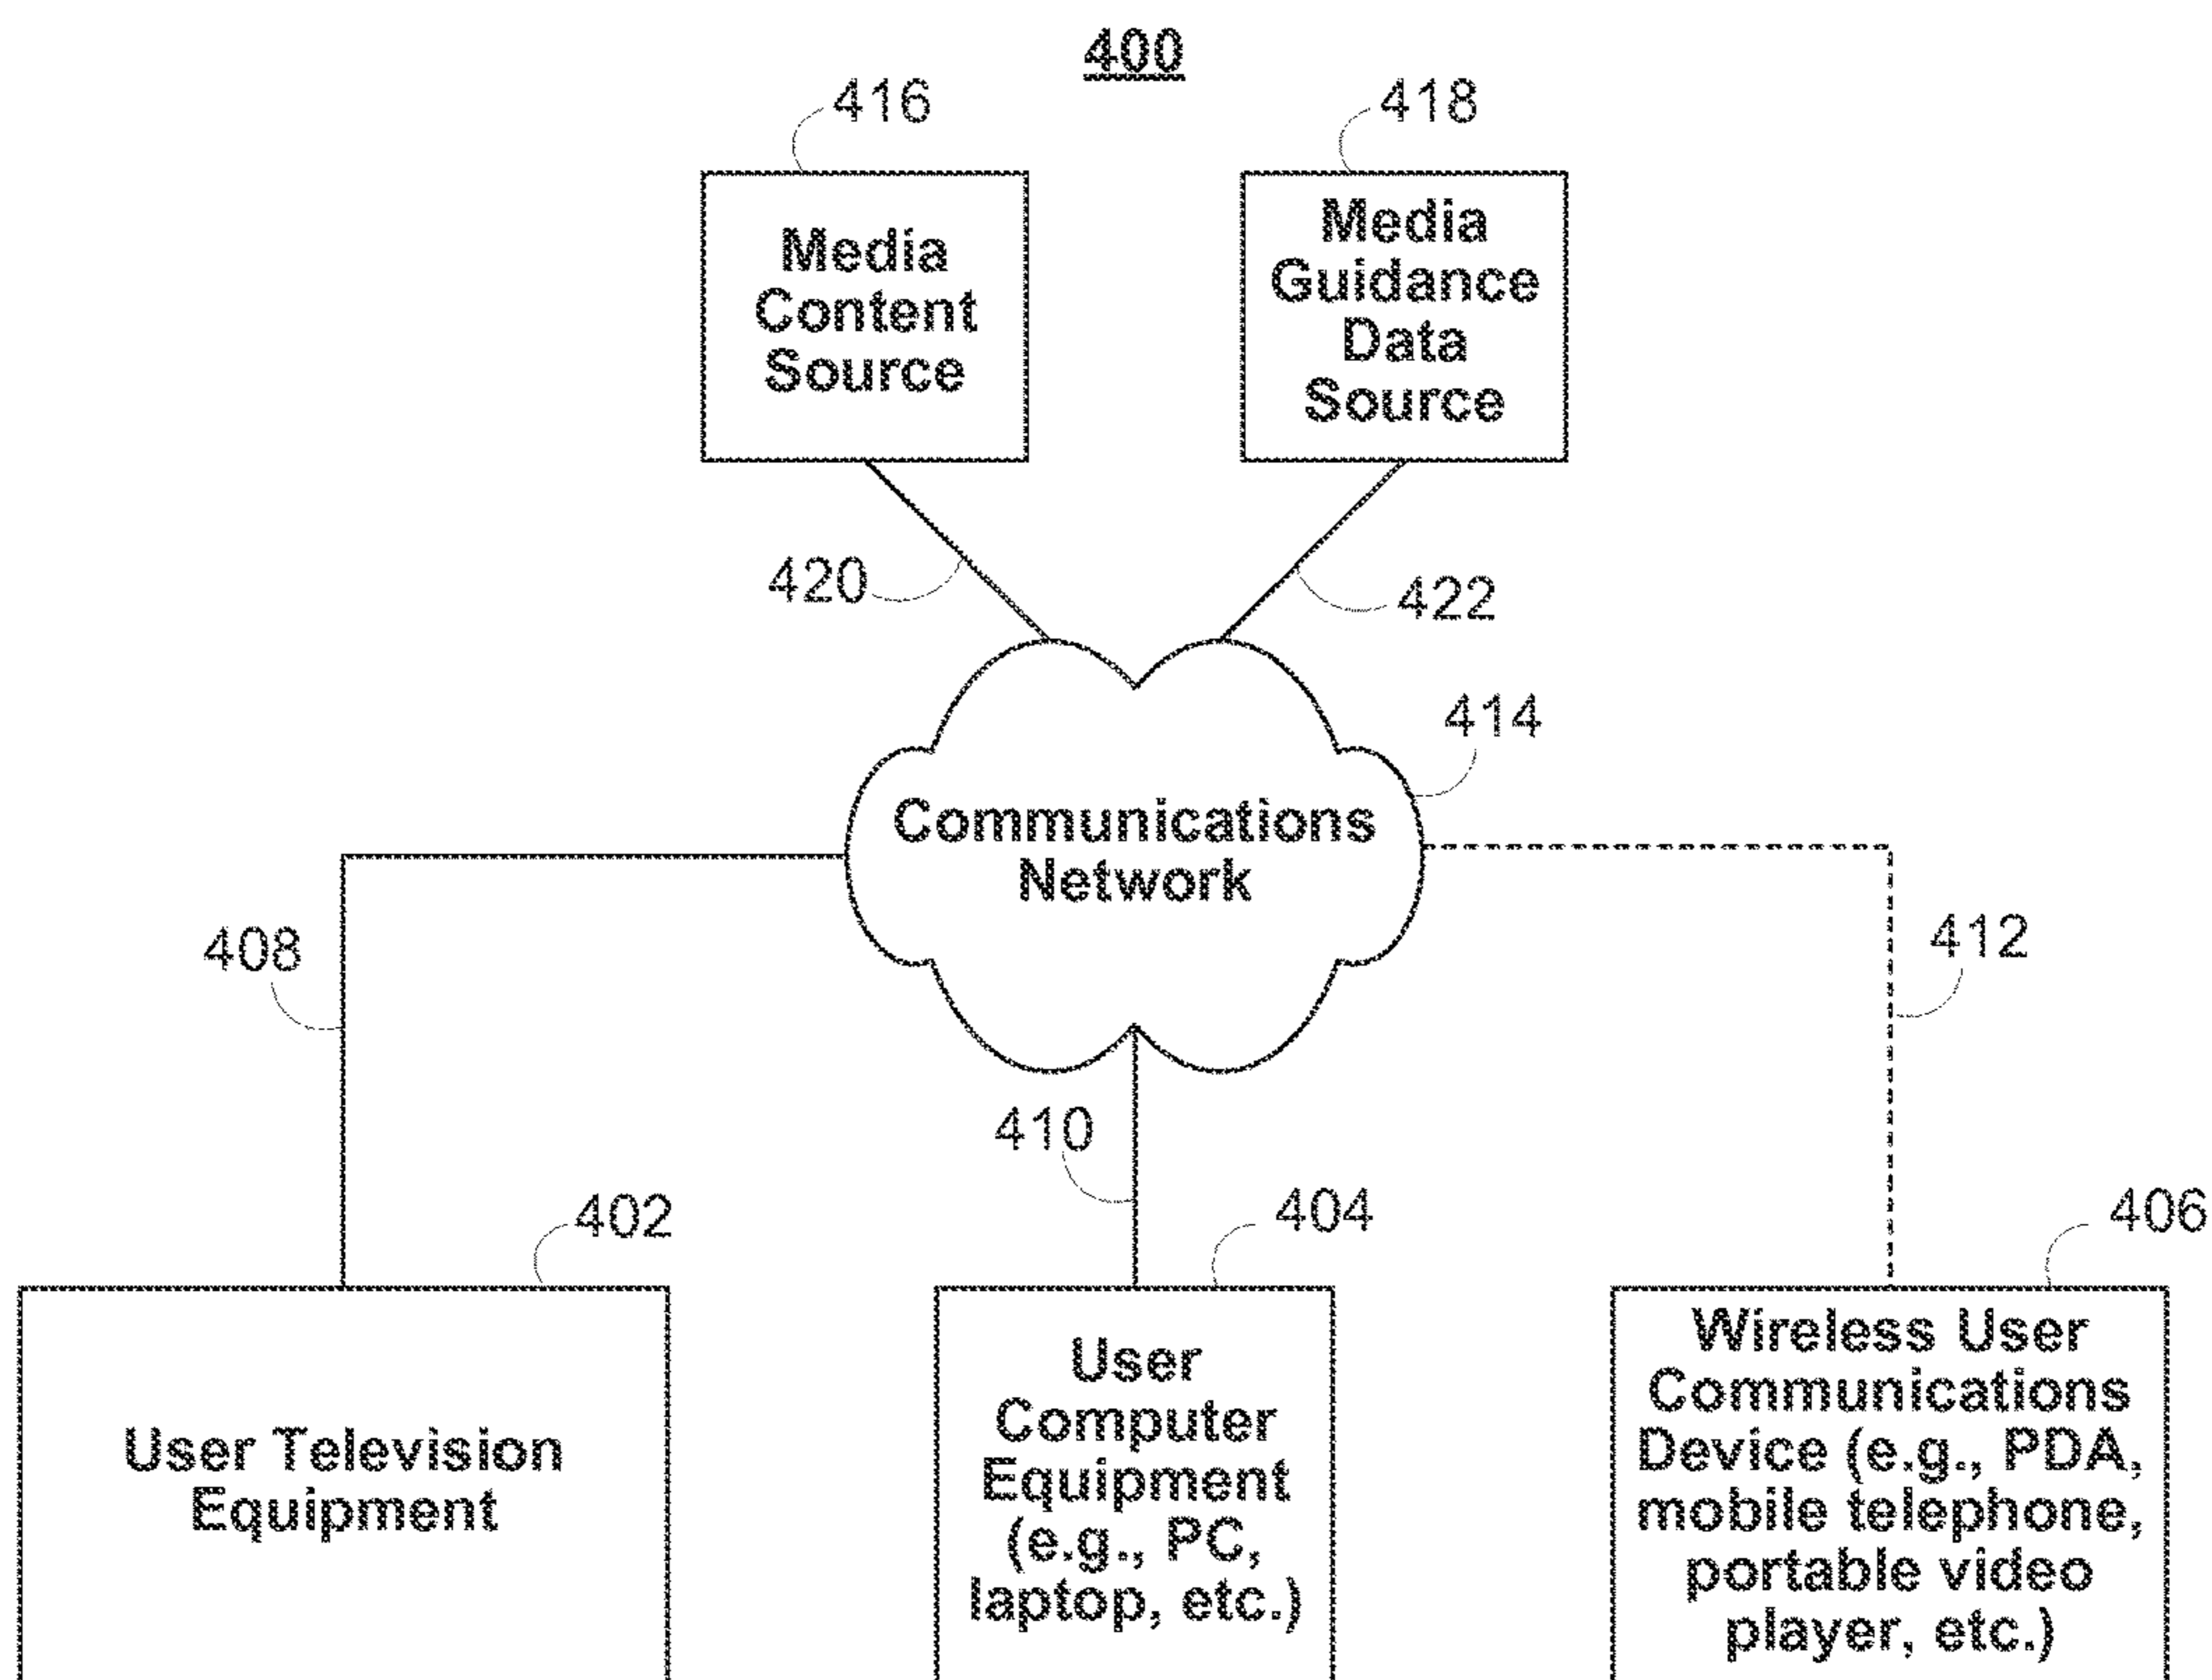 400
416
418
Media
Content
Source
Media
Guidance
Data
Source
420
422
414
Communications
Network
408
412
410
402
404
406
User Television
Equipment
User
Computer
Equipment
(e.g., PC,
laptop, etc.)
Wireless User
Communications
Device (e.g., PDA,
mobile telephone,
portable video
player, etc.)